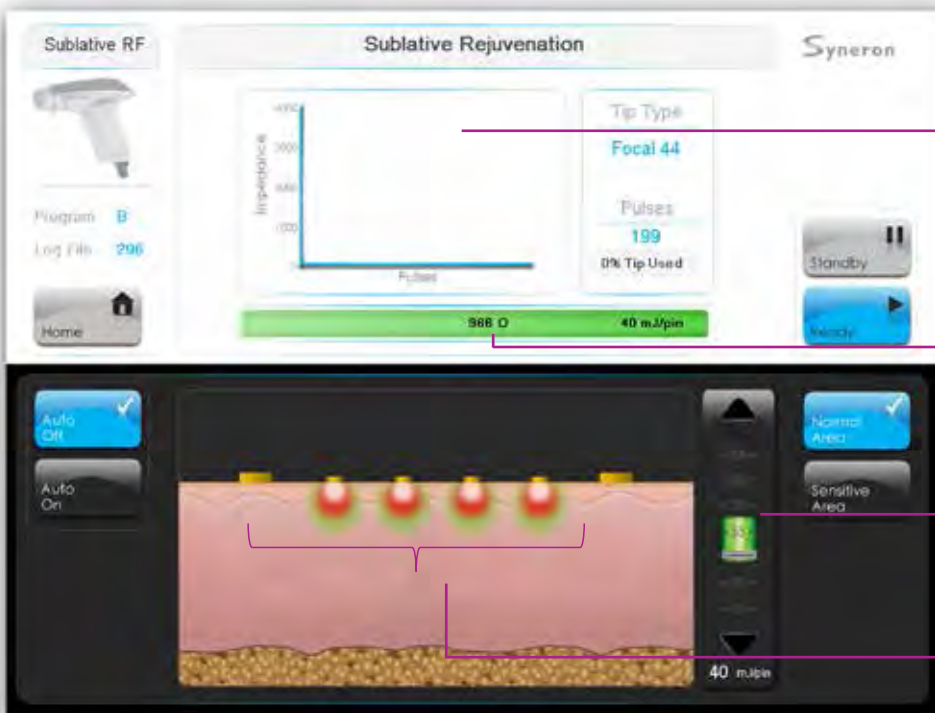 Sublative RF
Sublative Rejuvenation
Syneron
Impedance
Pulses
Tip Type
Focal 44
Pulses
199
0% Tip Used
Program B
Log File 296
Home
Standby
Ready
40 mJ/pin
Auto
Off
Auto
On
Normal
Area
Sensitive
Area
40 mJ/pin